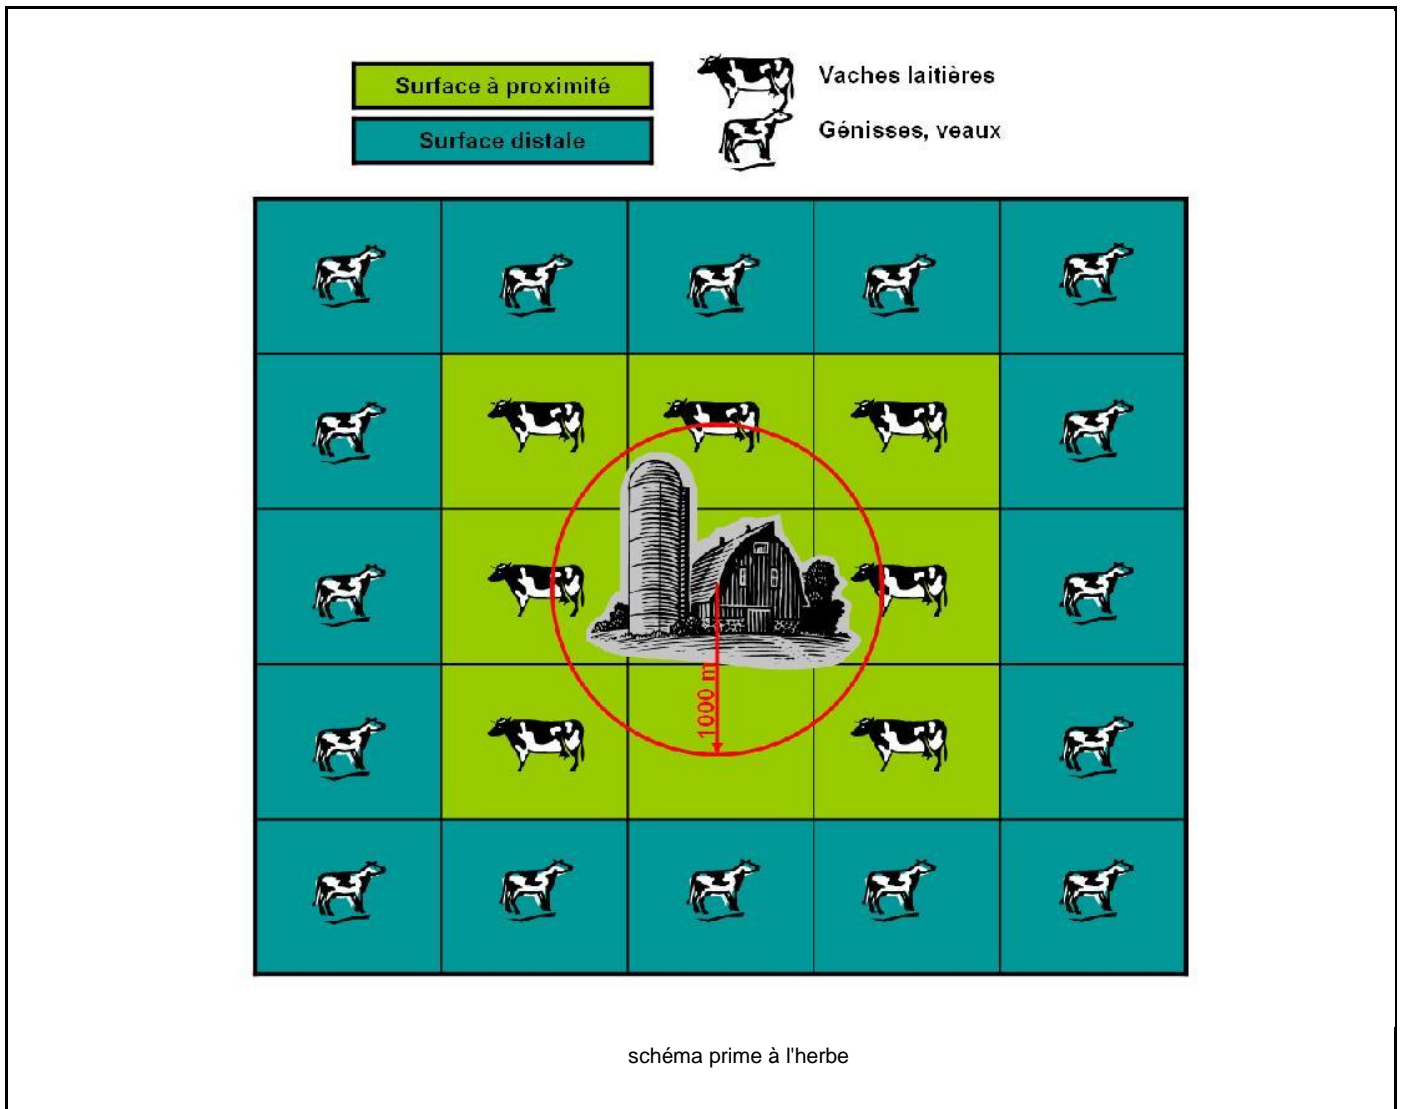 Surface à proximité
Vaches laitières
Surface distale
Génisses, veaux
1000 m
schéma prime à l'herbe